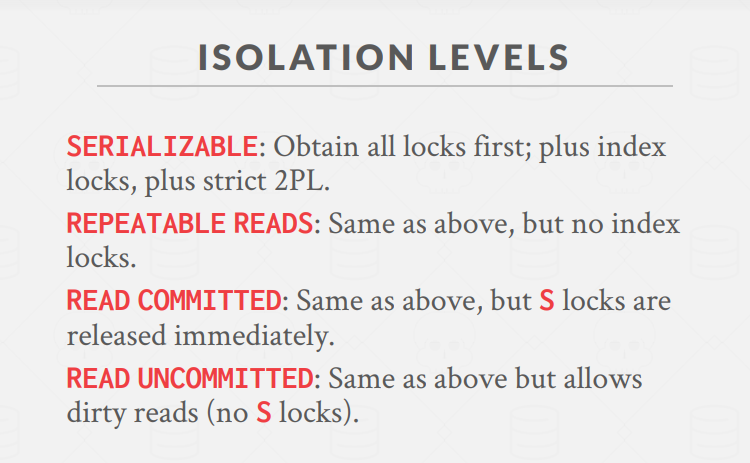 ISOLATION LEVELS
SERIALIZABLE: Obtain all locks first; plus index
locks, plus strict 2PL.
REPEATABLE READS: Same as above, but no index
locks.
READ COMMITTED: Same as above, but S locks are
released immediately.
READ UNCOMMITTED: Same as above but allows
dirty reads (no S locks).